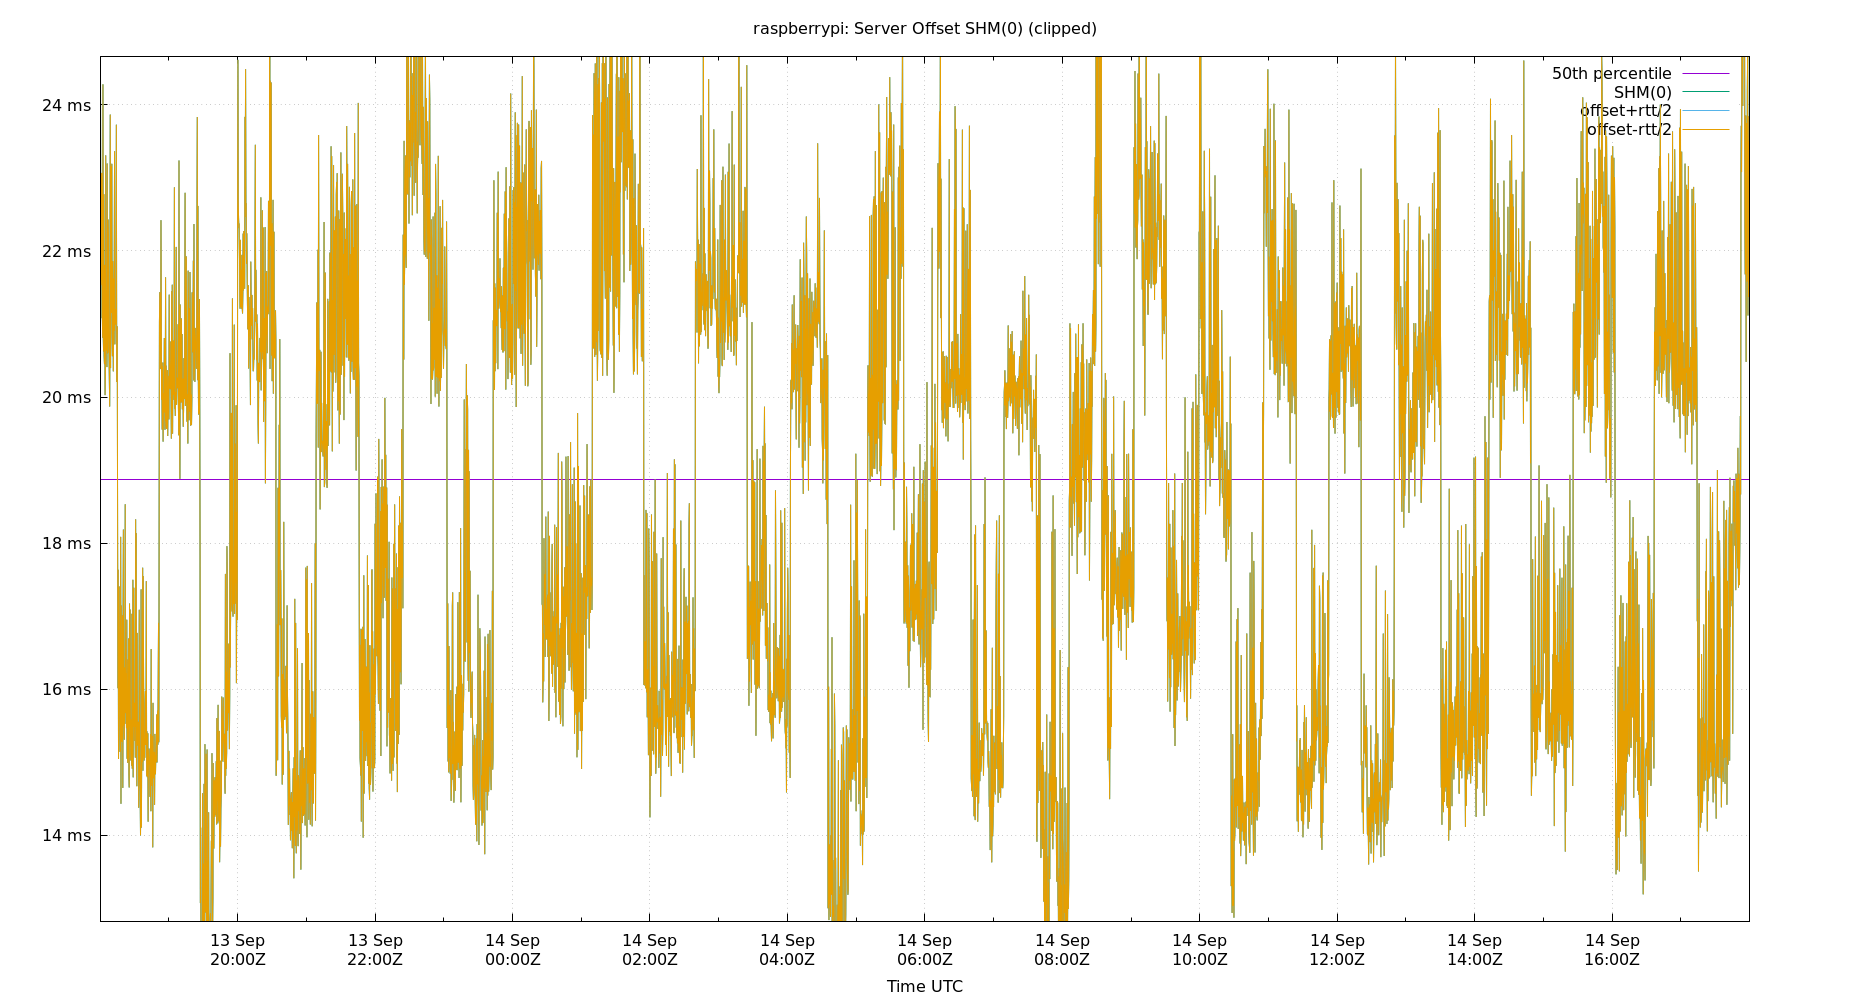 raspberrypi: Server Offset SHM(0) (clipped)
50th percentile
SHM(0)
offset+rtt/2
offset-rtt/2
24 ms
22 ms
20 ms
18 ms
16 ms
14 ms
13 Sep
20:00Z
13 Sep
22:00Z
14 Sep
00:00Z
14 Sep
02:00Z
14 Sep
04:00Z
14 Sep
06:00Z
14 Sep
08:00Z
14 Sep
10:00Z
14 Sep
12:00Z
14 Sep
14:00Z
14 Sep
16:00Z
Time UTC